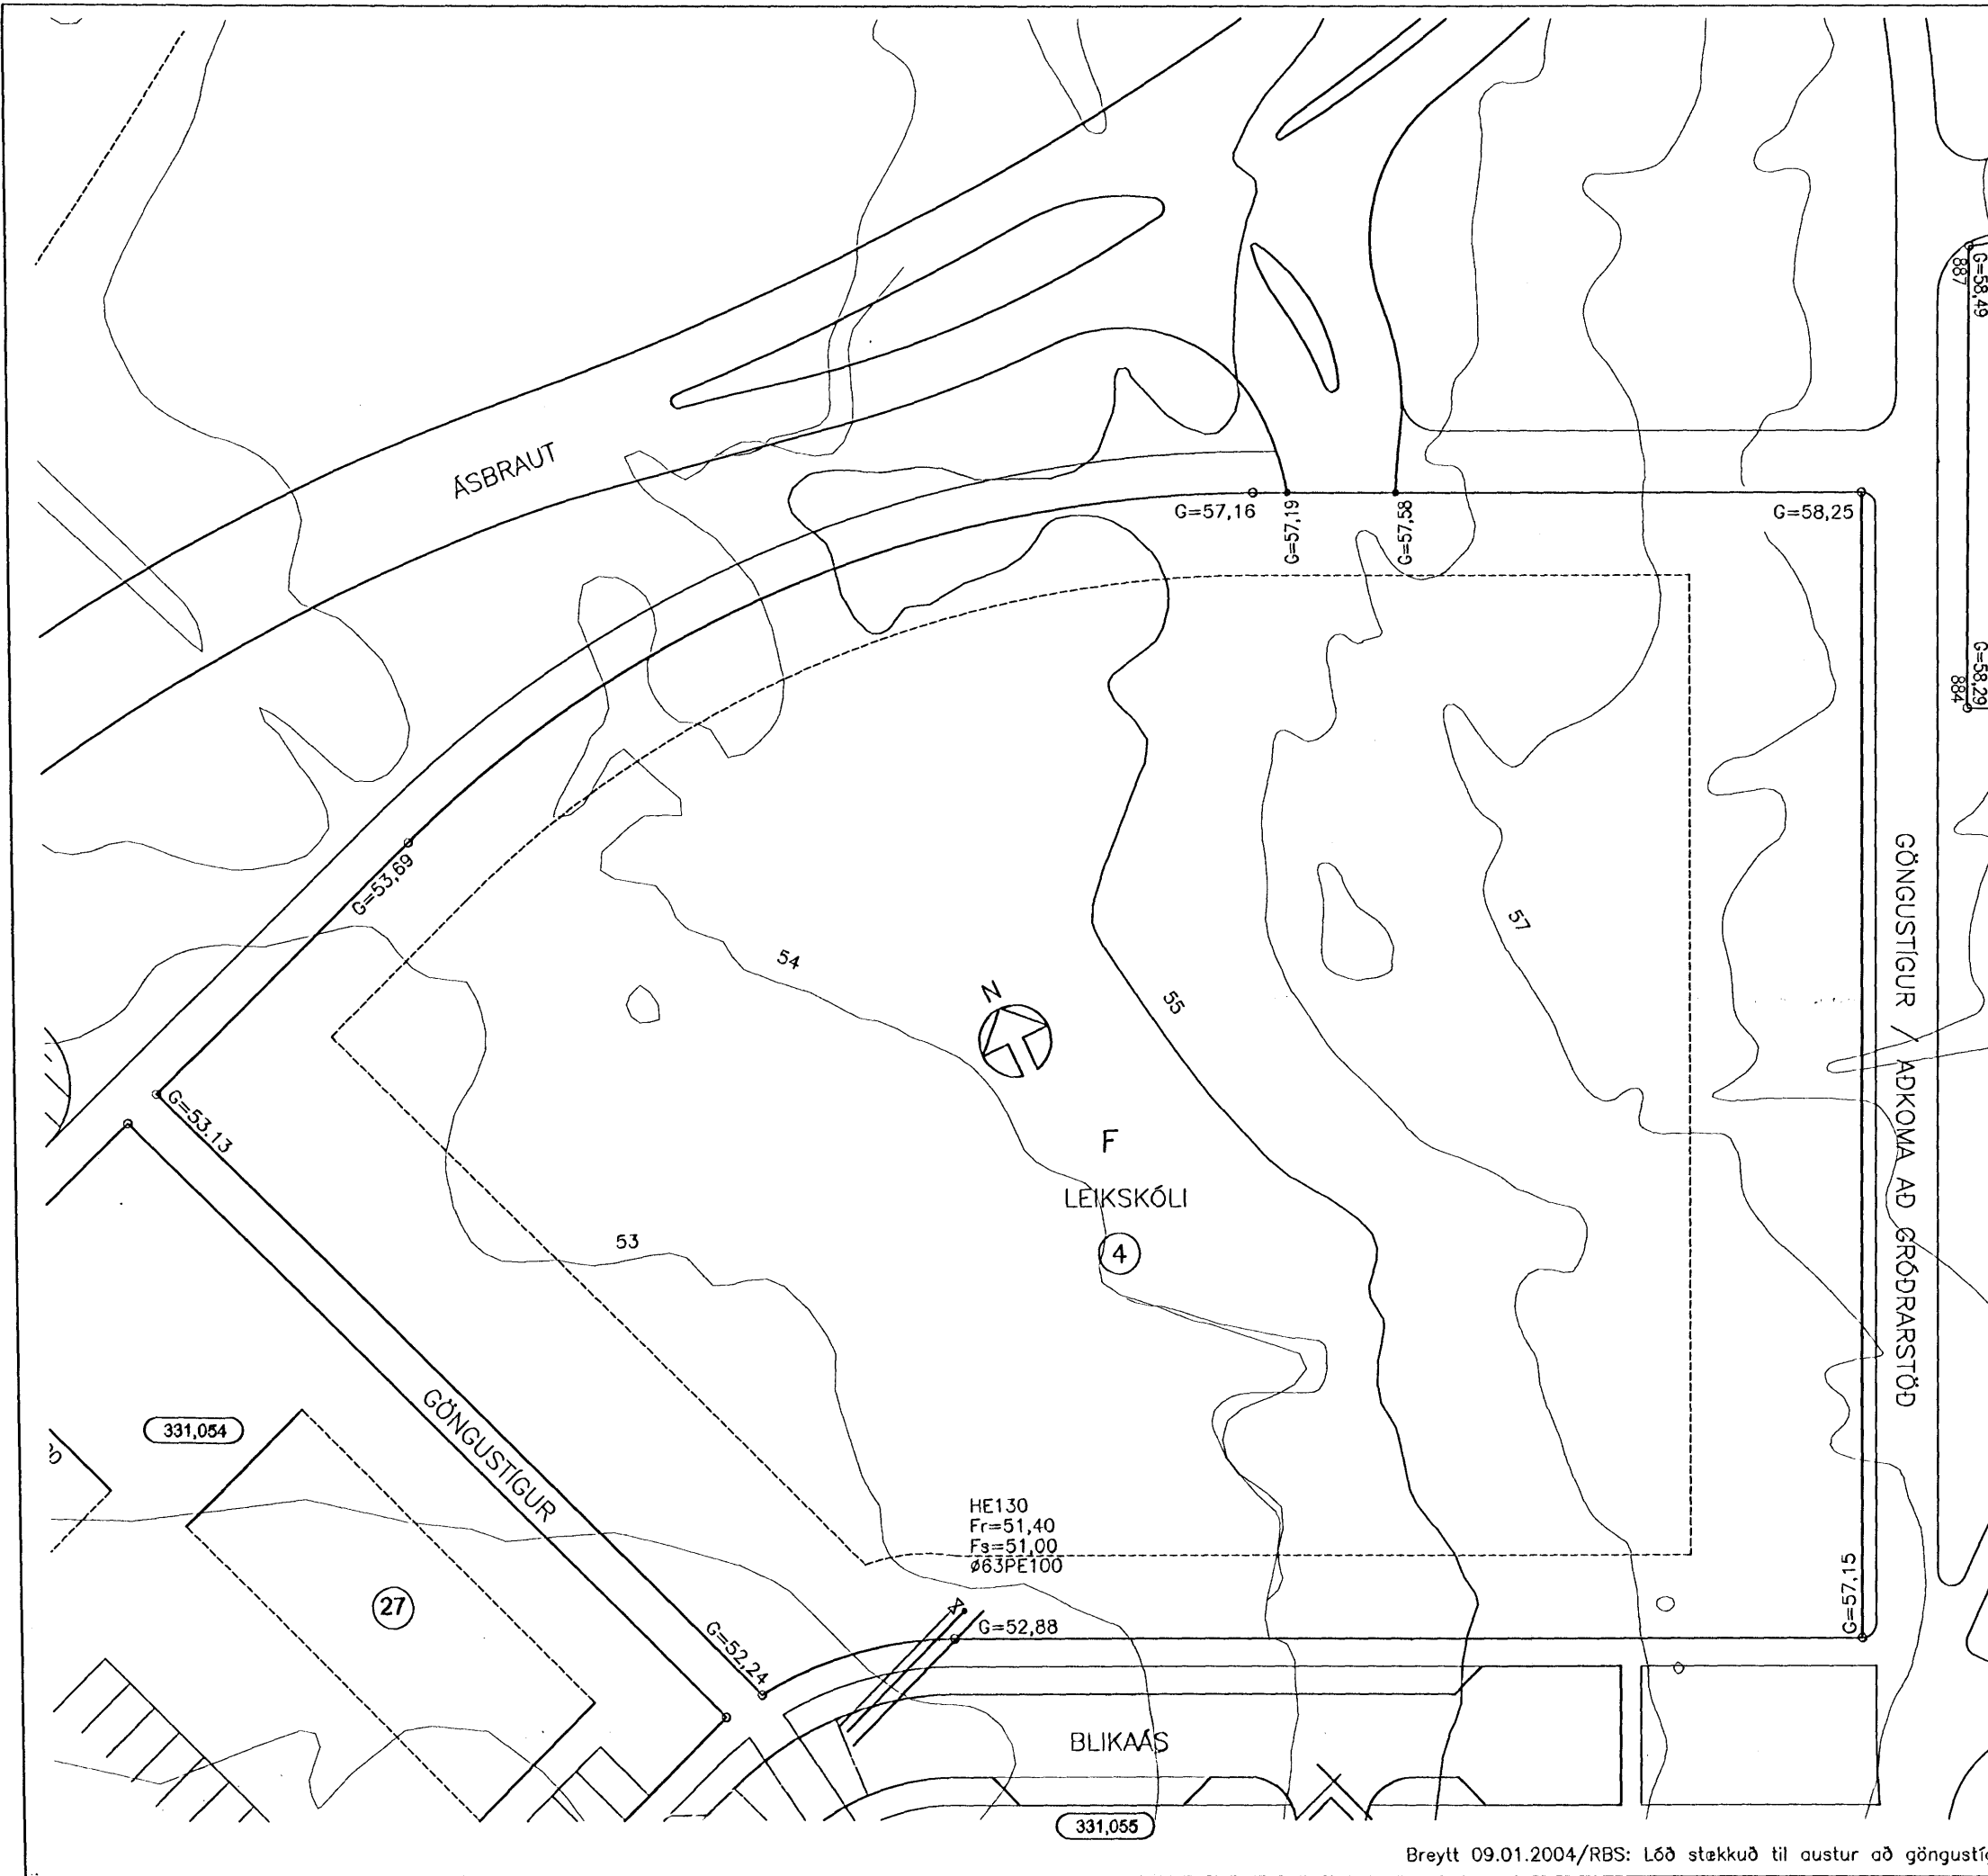 G=58,49
887
ÁSBRAUT
G=57,16
G=57,19
G=57,58
G=58,25
G=58,29
884
G=53,69
57
54
55
N
GÖNGUSTÍGUR / AÐKOMA AÐ GRÓÐRARSTÖÐ
G=53.13
F
LEIKSKÓLI
4
53
331,054
GÖNGUSTÍGUR
HE130
Fr=51,40
Fs=51,00
ø63PE100
27
G=57,15
G=52,88
G=52,24
BLIKAÁS
331,055
Breytt 09.01.2004/RBS: Lóð stækkuð til austur að göngustí